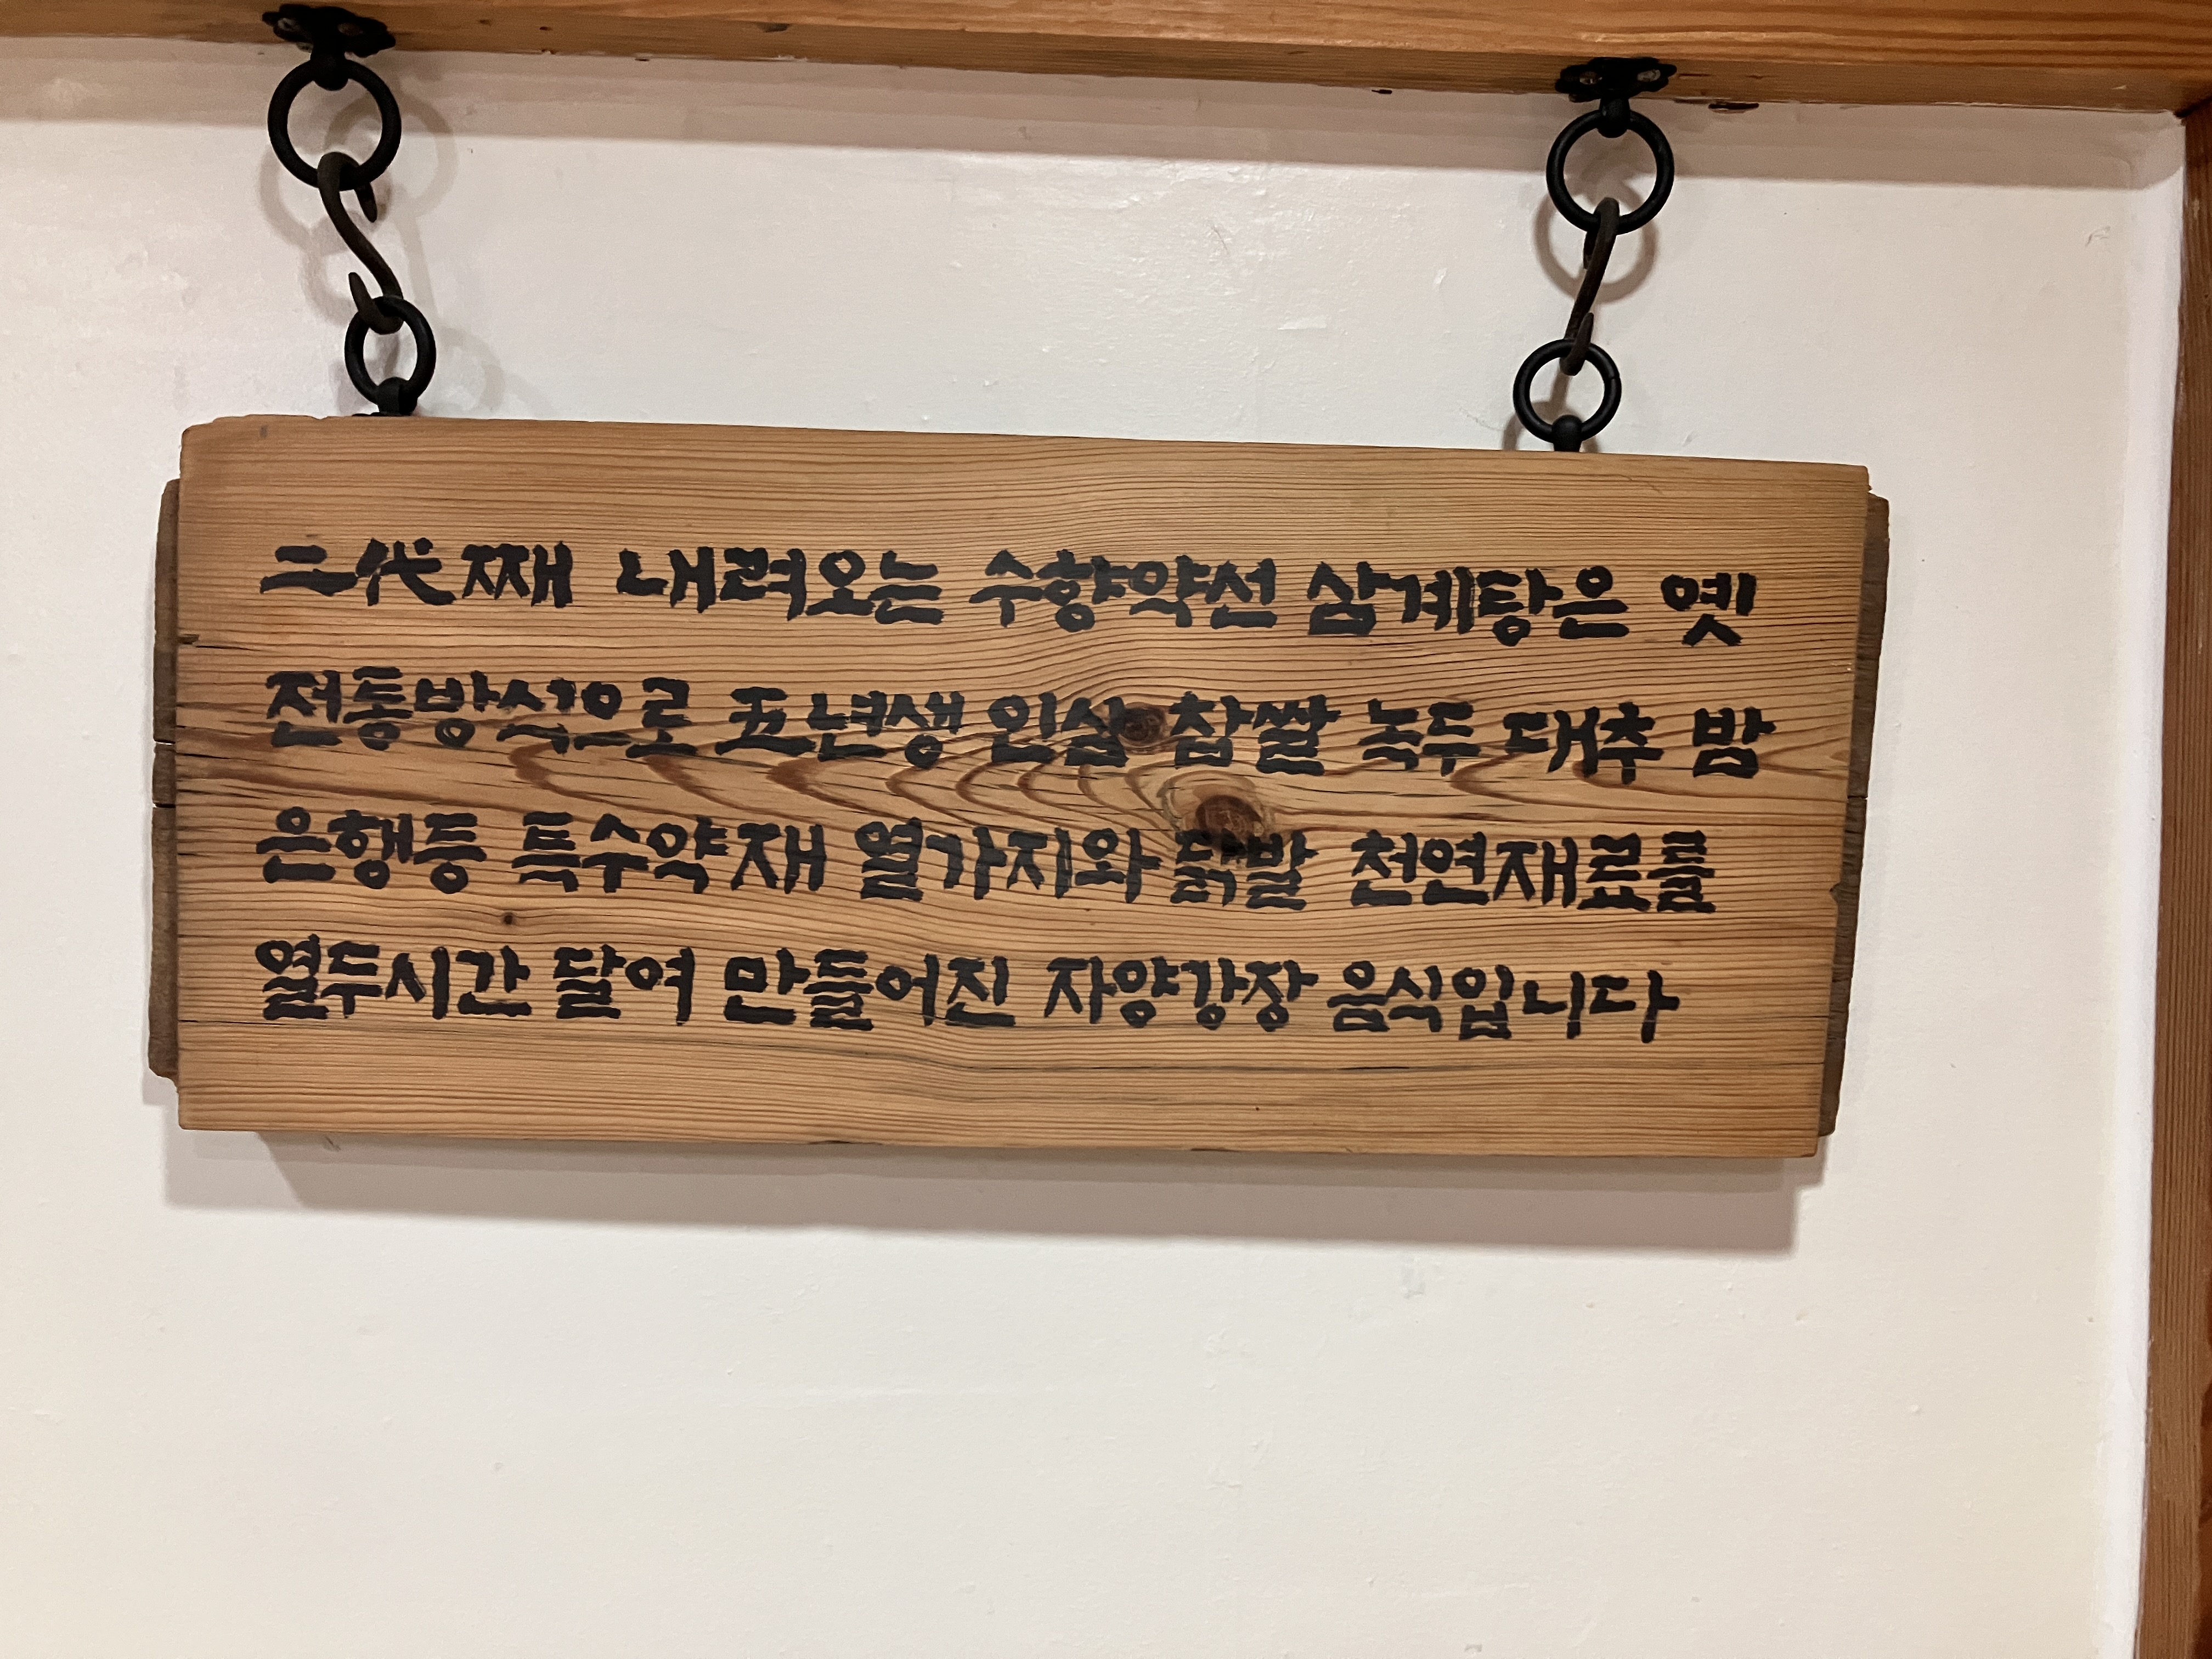 二代째 내려오는 수향약선 삼계탕은 옛
전통방식으로 五년생 인삼 찹쌀 녹두 대추 밤
은행등 특수약재 열가지와 닭발 천연재료를
열두시간 달여 만들어진 자양강장 음식입니다